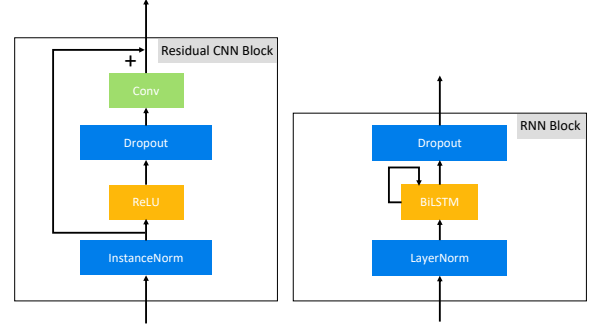 Residual CNN Block
+
Conv
Dropout
ReLU
InstanceNorm
RNN Block
Dropout
BiLSTM
LayerNorm